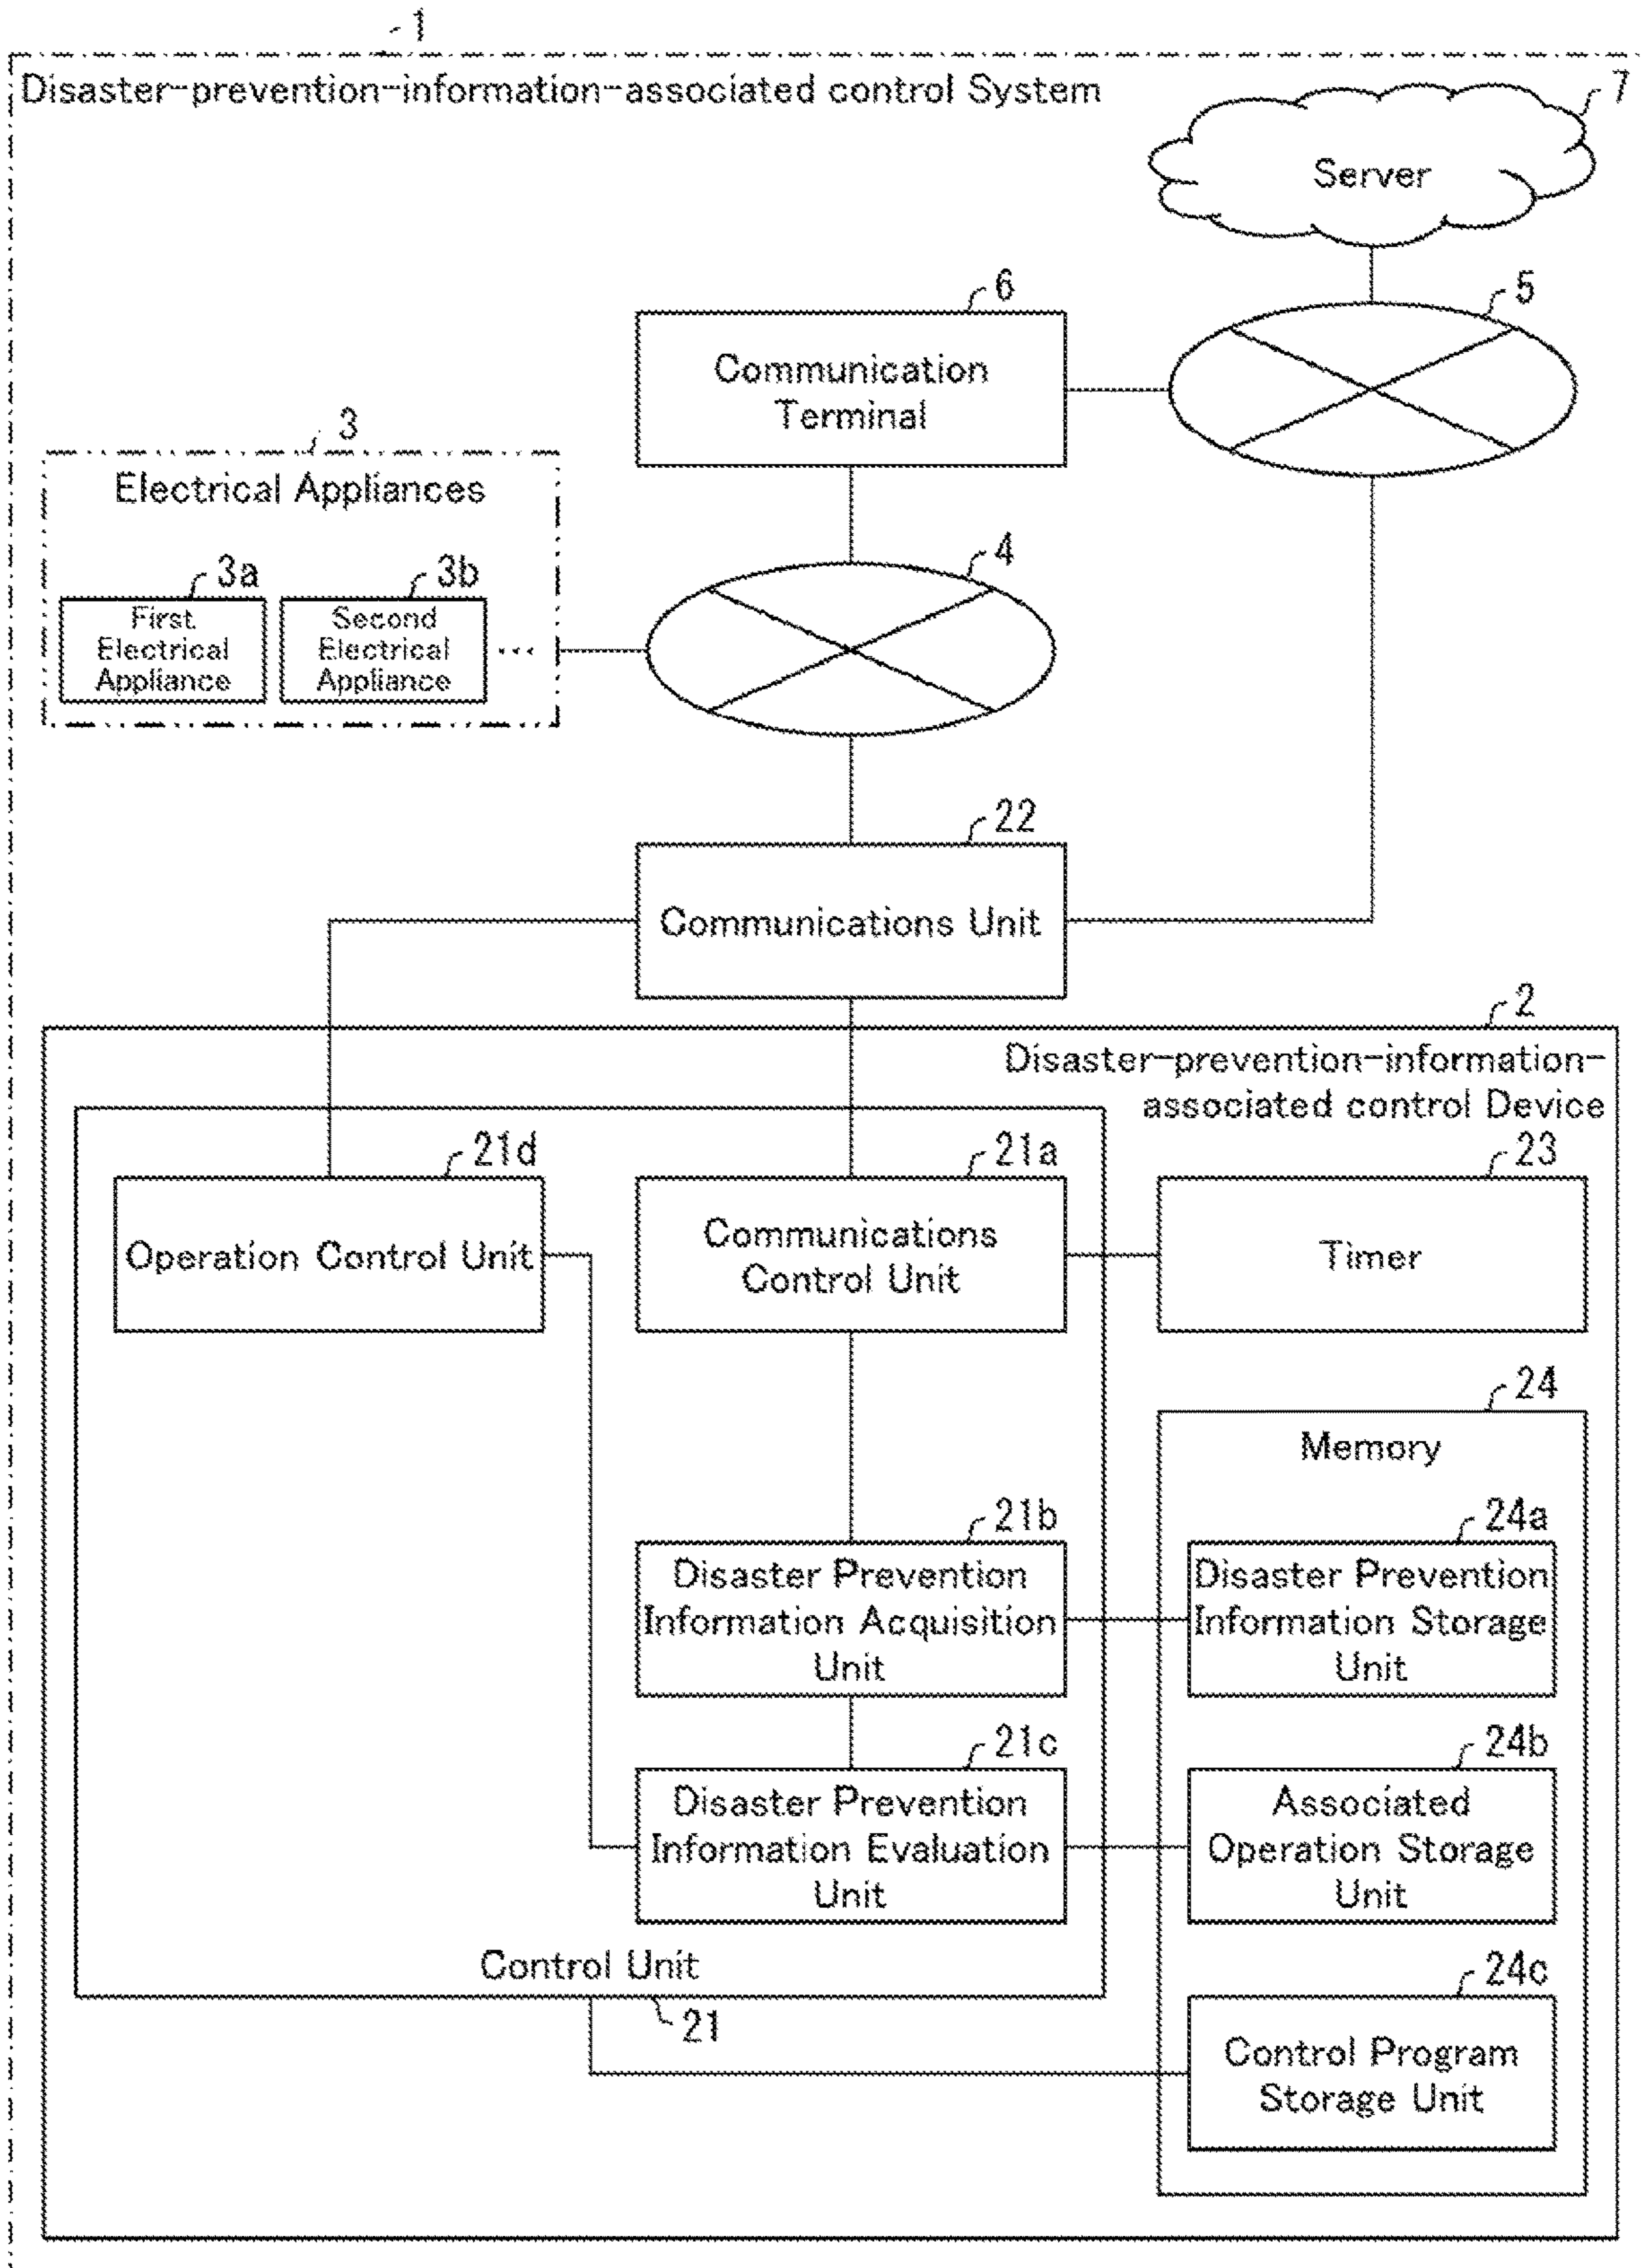 1
Disaster-prevention-information-associated control System
7
Server
6
5
Communication
Terminal
3
Electrical Appliances
4
3a
3b
First
Electrical
Appliance
Second
Electrical
Appliance
...
22
Communications Unit
2
Disaster-prevention-information-
associated control Device
21d
21a
23
Operation Control Unit
Communications
Control Unit
Timer
24
Memory
21b
24a
Disaster Prevention
Information Acquisition
Unit
Disaster Prevention
Information Storage
Unit
21c
24b
Disaster Prevention
Information Evaluation
Unit
Associated
Operation Storage
Unit
Control Unit
21
24c
Control Program
Storage Unit